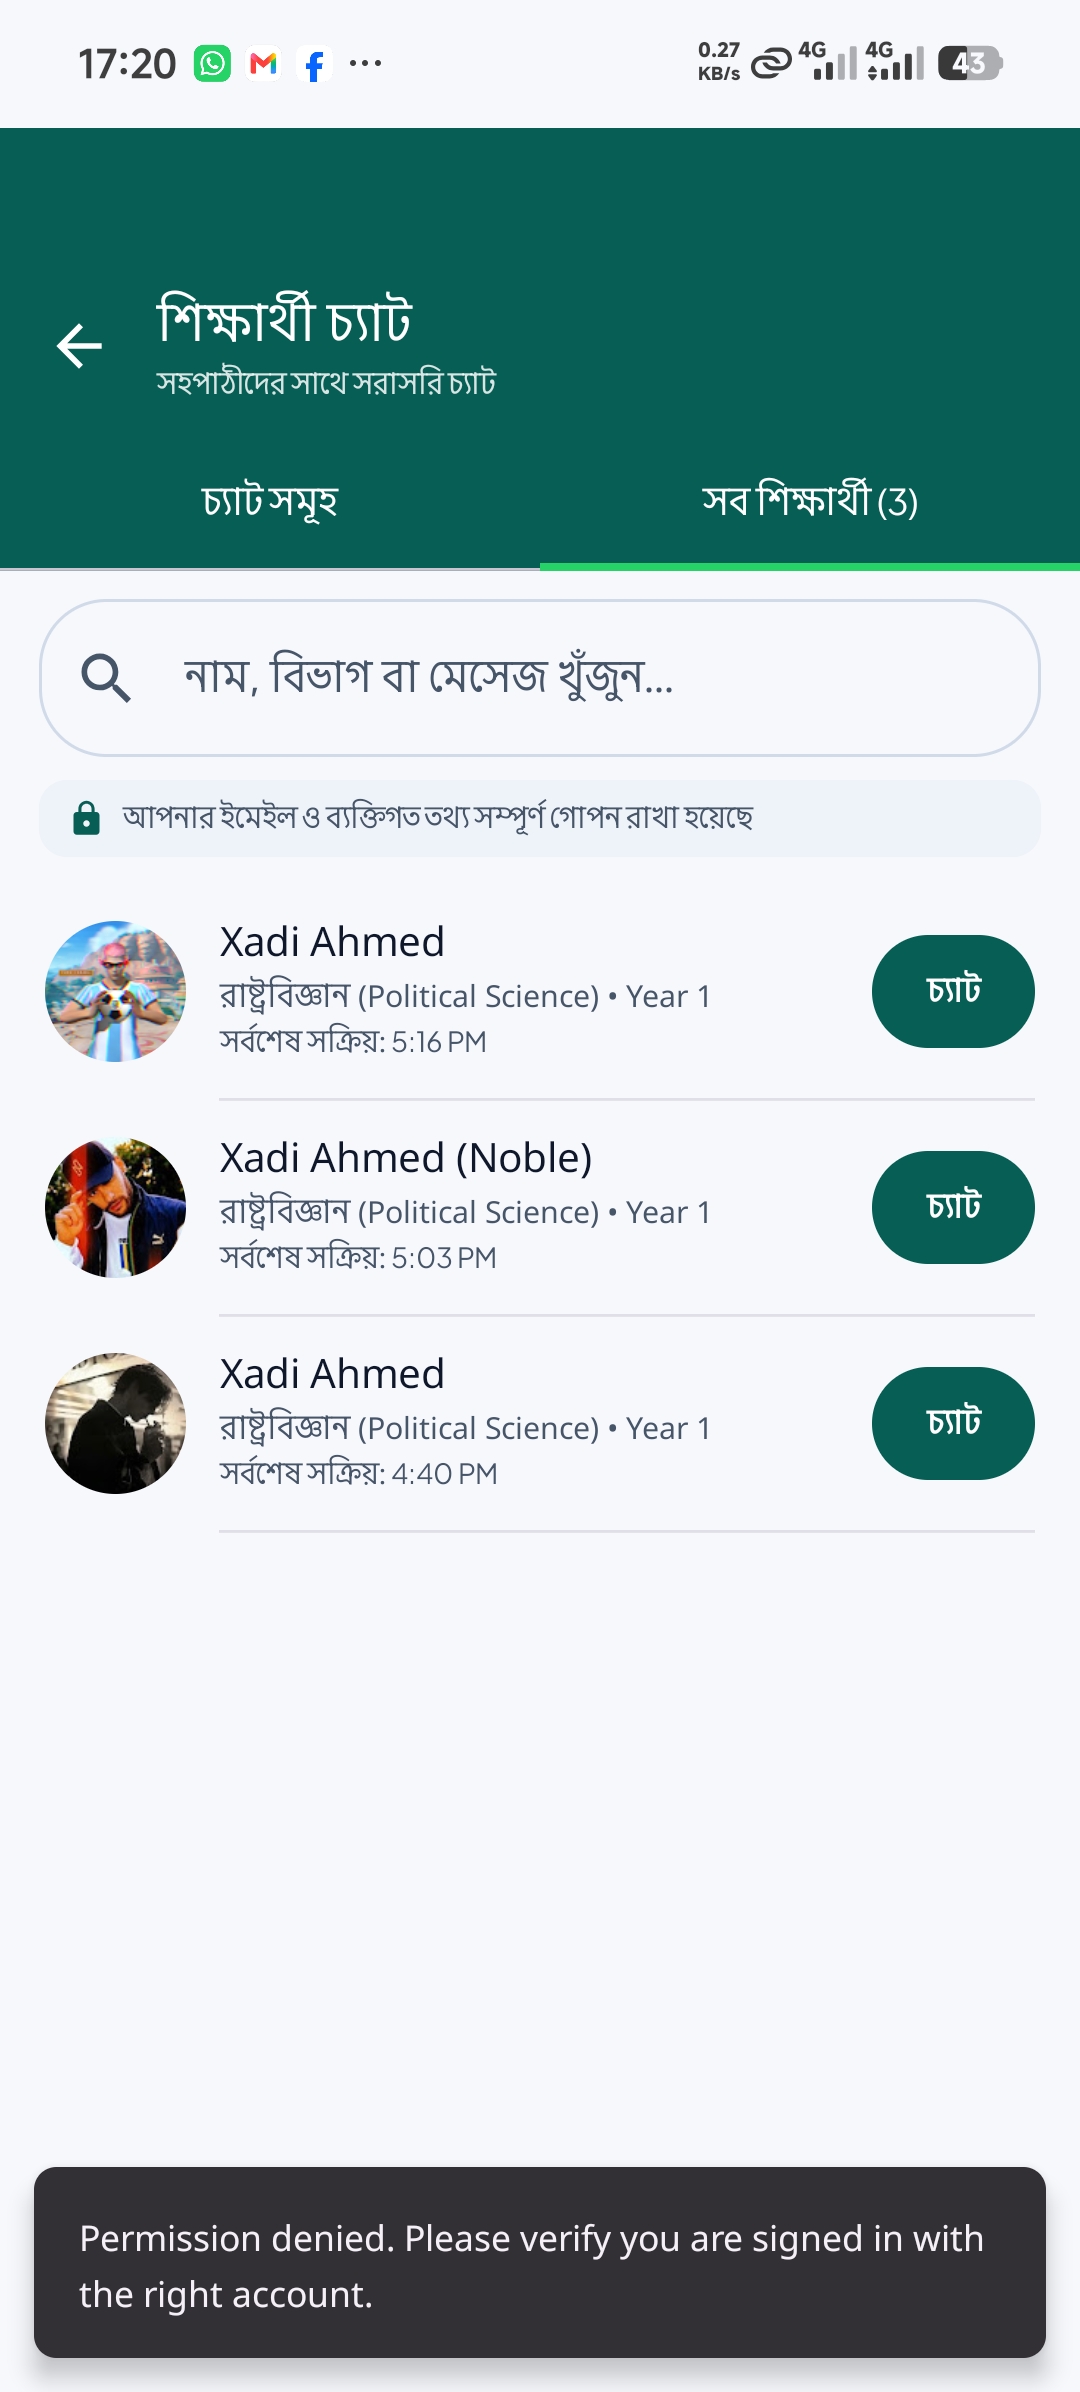 17:20
0.27 KB/s 4G 4G 43
শিক্ষার্থী চ্যাট
সহপাঠীদের সাথে সরাসরি চ্যাট
চ্যাট সমূহ
সব শিক্ষার্থী (3)
নাম, বিভাগ বা মেসেজ খুঁজুন...
আপনার ইমেইল ও ব্যক্তিগত তথ্য সম্পূর্ণ গোপন রাখা হয়েছে
Xadi Ahmed
রাষ্ট্রবিজ্ঞান (Political Science) • Year 1
সর্বশেষ সক্রিয়: 5:16 PM
চ্যাট
Xadi Ahmed (Noble)
রাষ্ট্রবিজ্ঞান (Political Science) • Year 1
সর্বশেষ সক্রিয়: 5:03 PM
চ্যাট
Xadi Ahmed
রাষ্ট্রবিজ্ঞান (Political Science) • Year 1
সর্বশেষ সক্রিয়: 4:40 PM
চ্যাট
Permission denied. Please verify you are signed in with
the right account.